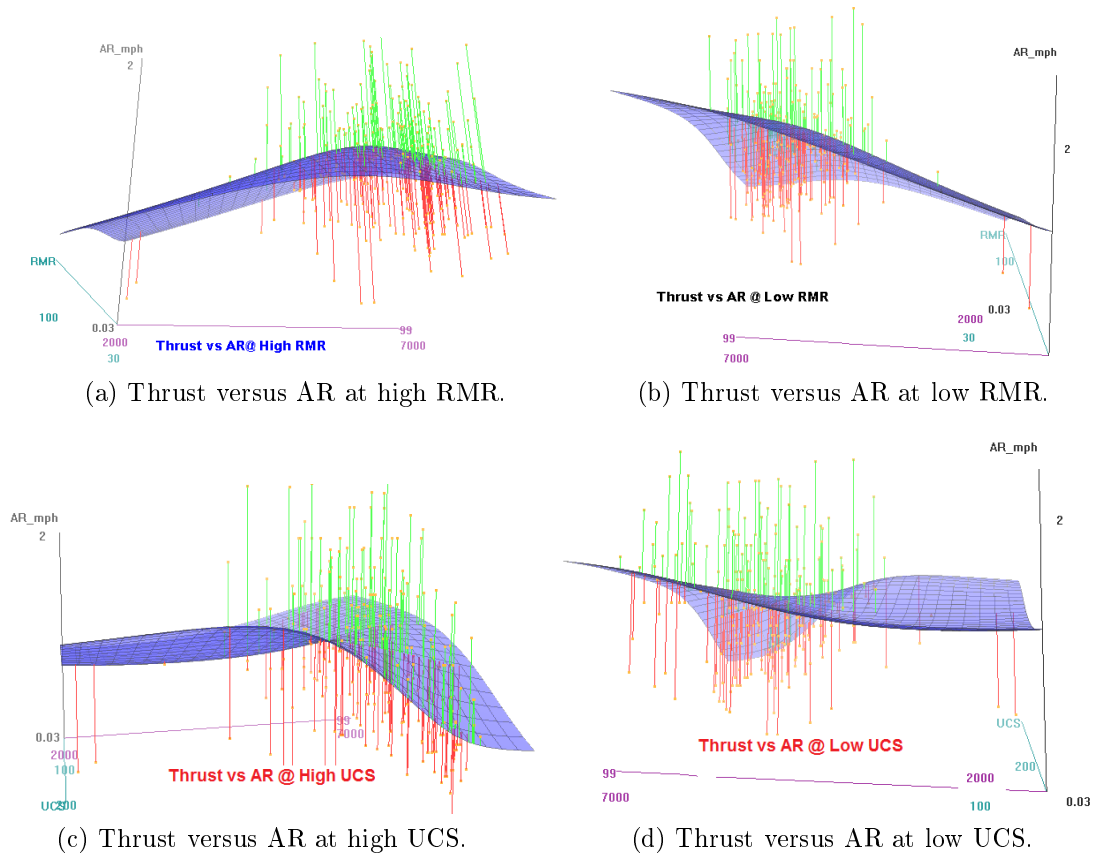 AR_mph
2
RMR
100
0.03
2000
30
99
7000
Thrust vs AR@ High RMR
(a) Thrust versus AR at high RMR.
AR_mph
2
RMR
100
Thrust vs AR @ Low RMR
0.03
2000
30
99
7000
(b) Thrust versus AR at low RMR.
AR_mph
2
0.03
2000
100
99
7000
Thrust vs AR @ High UCS
UCS 200
(c) Thrust versus AR at high UCS.
AR_mph
2
UCS
200
Thrust vs AR @ Low UCS
99
7000
2000
100
0.03
(d) Thrust versus AR at low UCS.